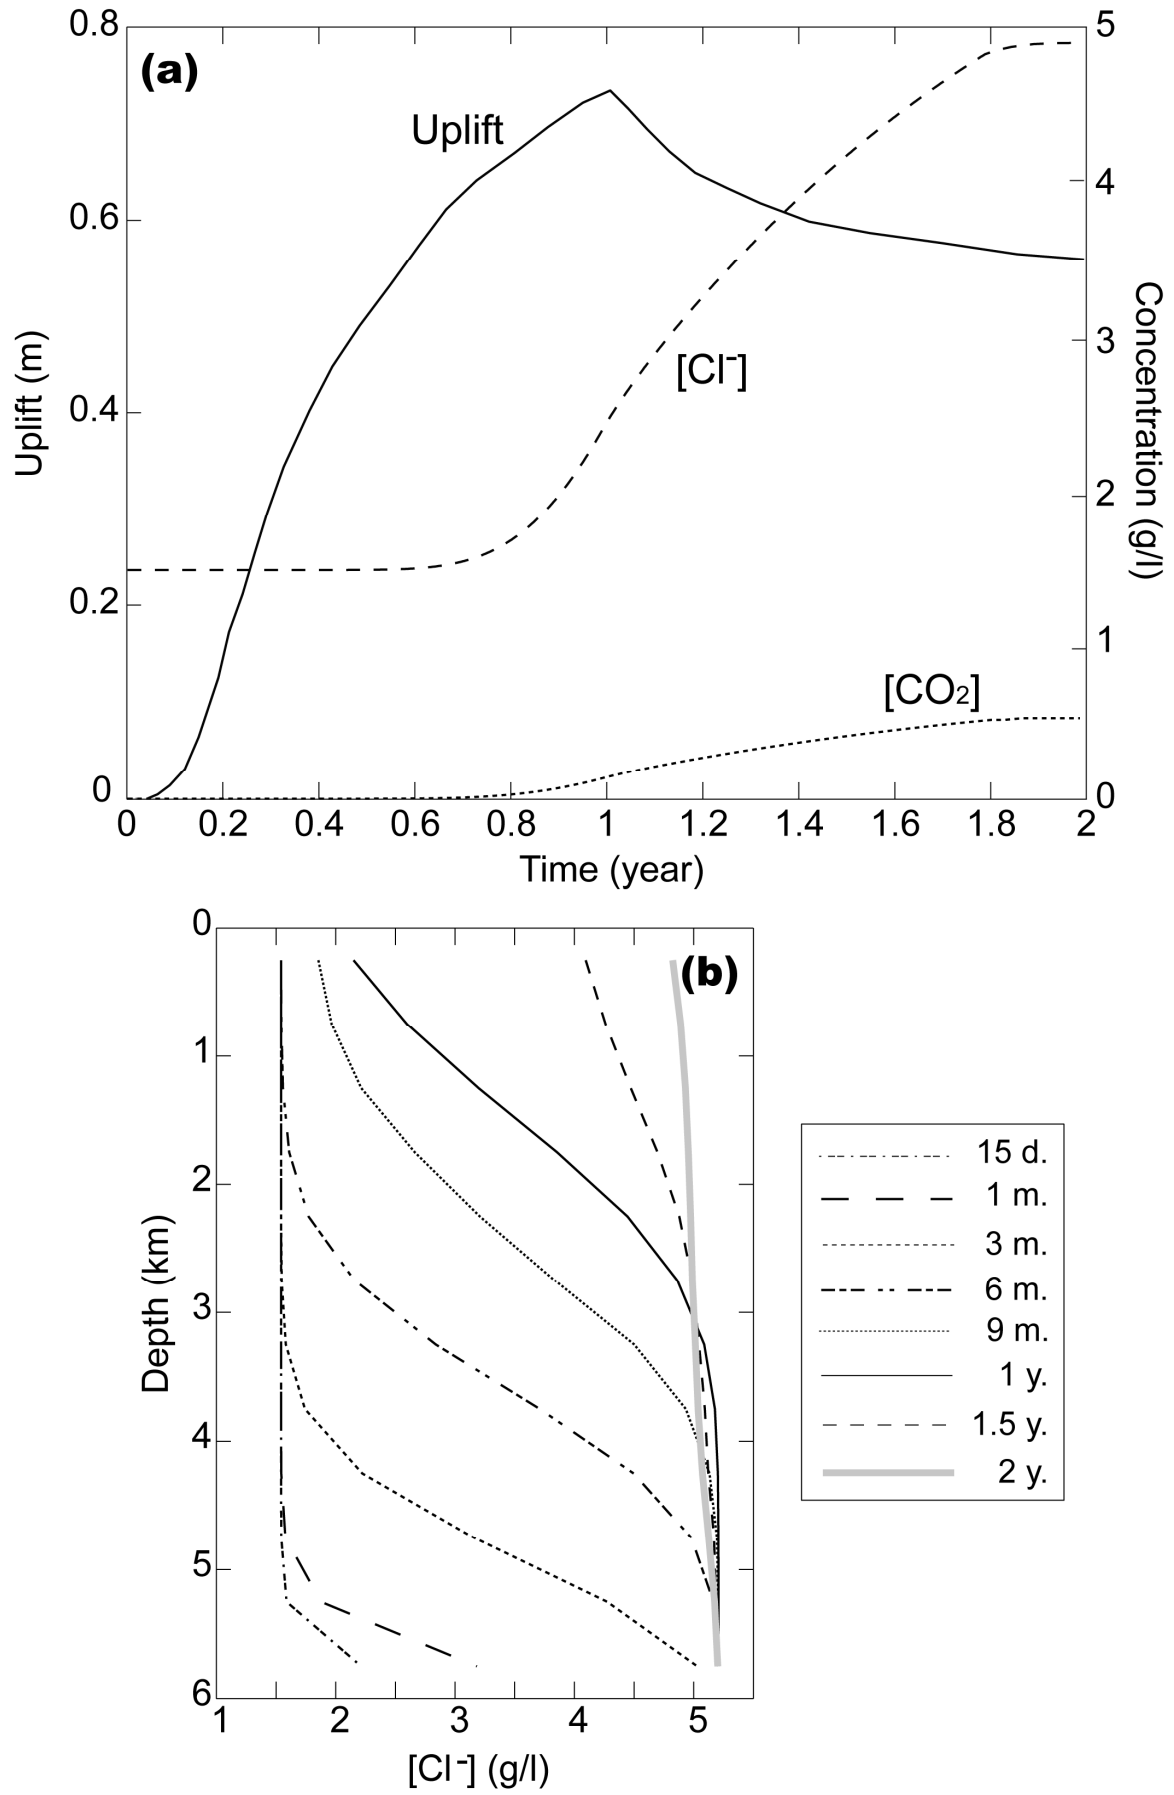 (a)
Uplift
[Cl⁻]
[CO₂]
0.8
0.6
0.4
0.2
0
Uplift (m)
5
4
3
2
1
0
Concentration (g/l)
0 0.2 0.4 0.6 0.8 1 1.2 1.4 1.6 1.8 2
Time (year)
(b)
0
1
2
3
4
5
6
Depth (km)
1 2 3 4 5
[Cl⁻] (g/l)
15 d.
1 m.
3 m.
6 m.
9 m.
1 y.
1.5 y.
2 y.